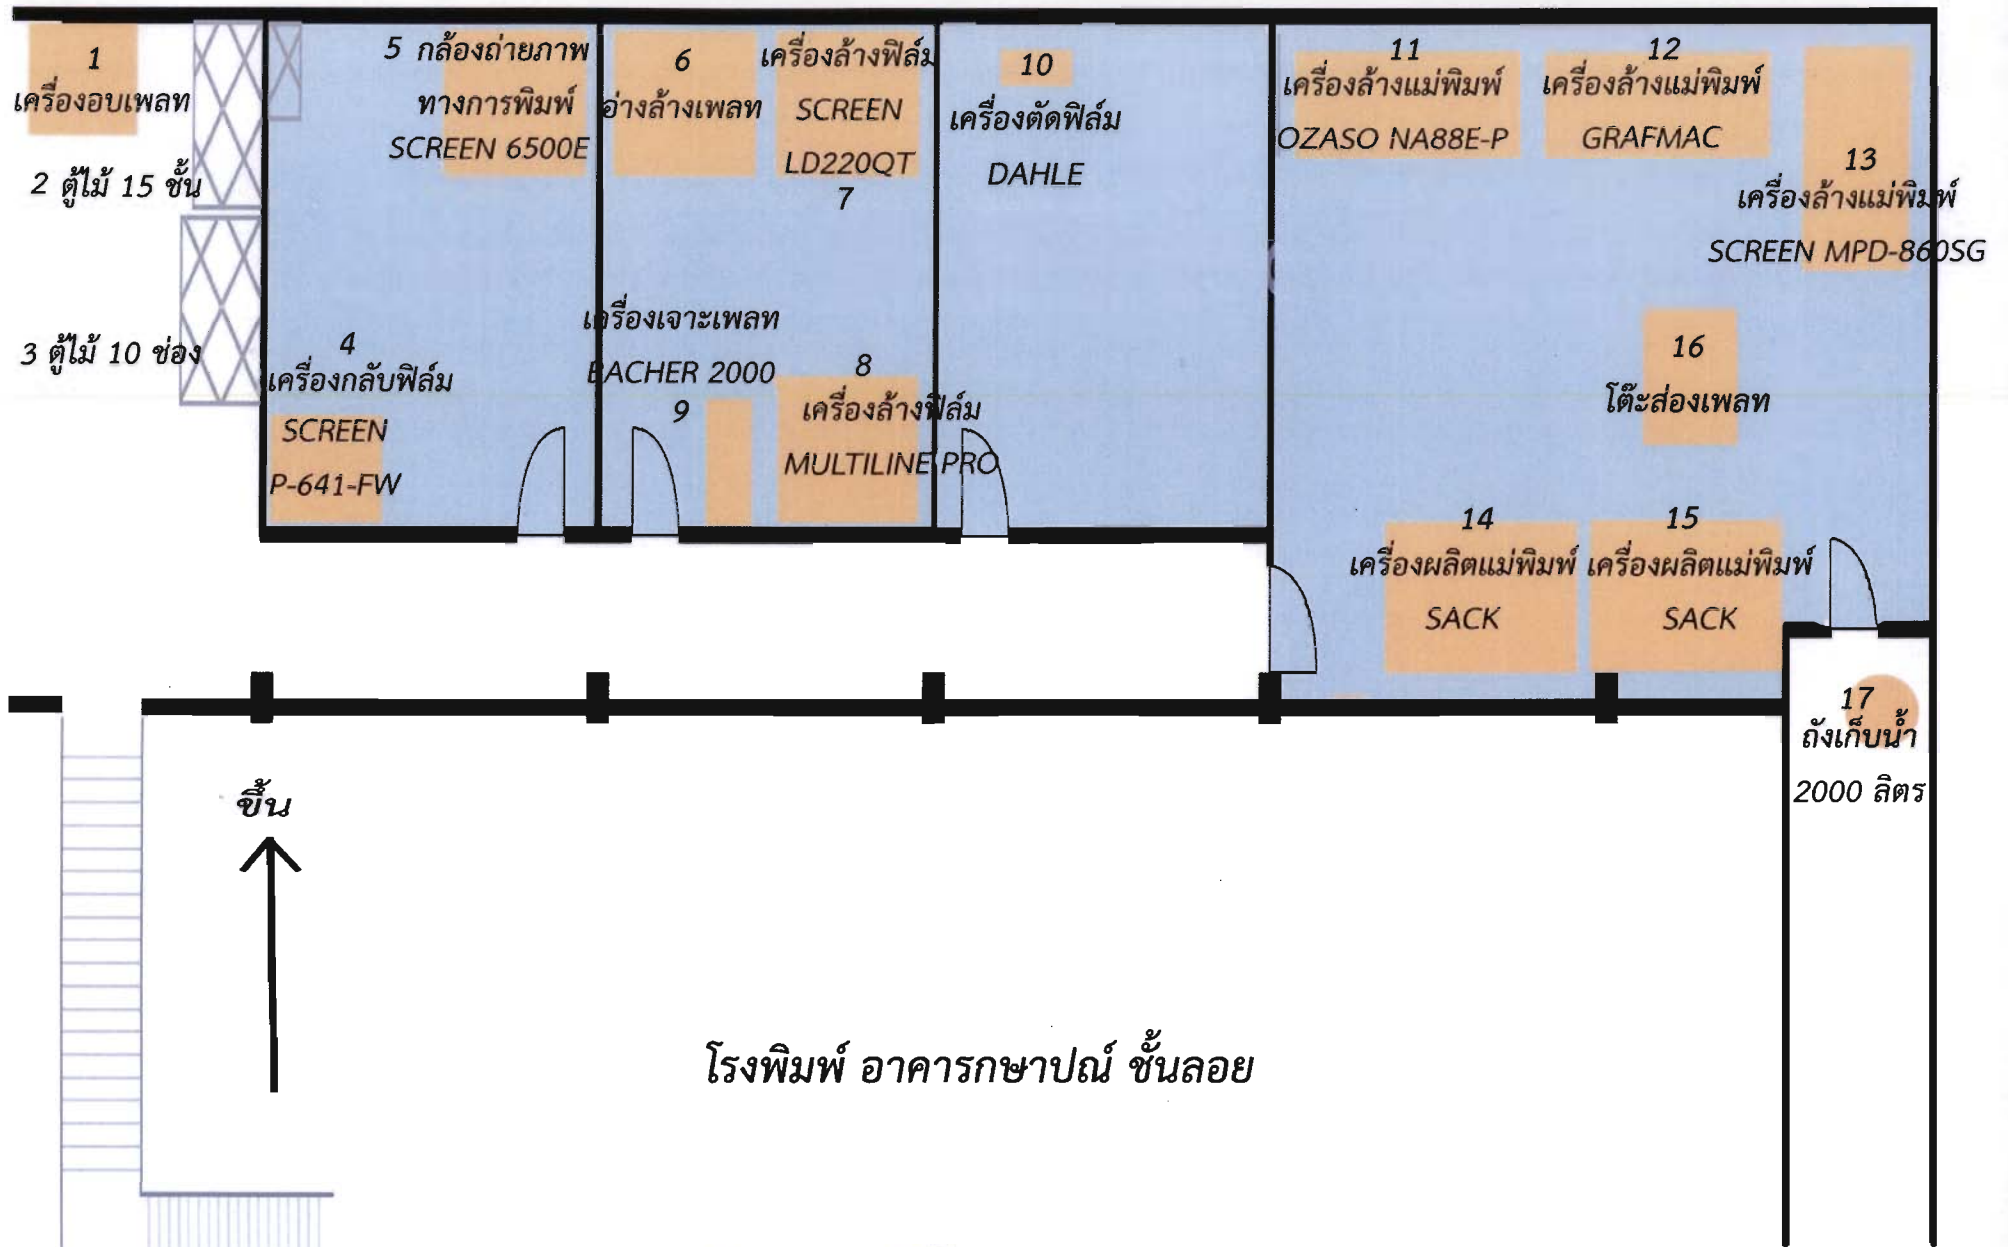 1
เครื่องอบเพลท
2 ตู้ไม้ 15 ชั้น
3 ตู้ไม้ 10 ช่อง
4
เครื่องกลับฟิล์ม
SCREEN
P-641-FW
5 กล้องถ่ายภาพ
ทางการพิมพ์
SCREEN 6500E
6
อ่างล้างเพลท
เครื่องล้างฟิล์ม
SCREEN
LD220QT
7
8
เครื่องล้างฟิล์ม
MULTILINE PRO
เครื่องเจาะเพลท
BACHER 2000
9
10
เครื่องตัดฟิล์ม
DAHLE
11
เครื่องล้างแม่พิมพ์
OZASO NA88E-P
12
เครื่องล้างแม่พิมพ์
GRAFMAC
13
เครื่องล้างแม่พิมพ์
SCREEN MPD-860SG
14
เครื่องผลิตแม่พิมพ์
SACK
15
เครื่องผลิตแม่พิมพ์
SACK
16
โต๊ะส่องเพลท
17
ถังเก็บน้ำ
2000 ลิตร
ขึ้น
โรงพิมพ์ อาคารกษาปณ์ ชั้นลอย